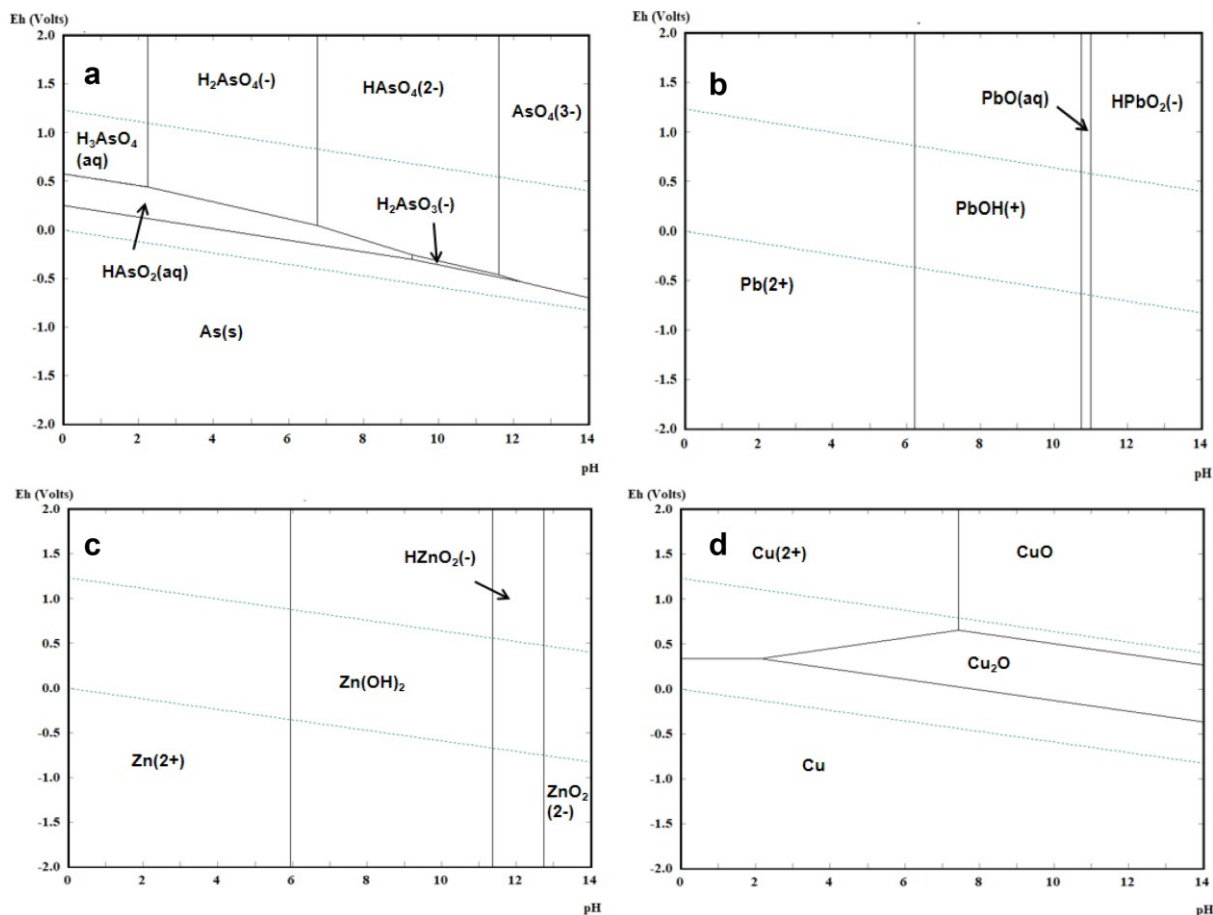 Eh (Volts)
2.0
a
H₂AsO₄(-)
HAsO₄(2-)
AsO₄(3-)
1.5
1.0
H₃AsO₄
(aq)
0.5
H₂AsO₃(-)
0.0
HAsO₂(aq)
-0.5
As(s)
-1.0
-1.5
-2.0
0 2 4 6 8 10 12 14
pH
Eh (Volts)
2.0
b
PbO(aq)
HPbO₂(-)
1.5
1.0
0.5
PbOH(+)
0.0
Pb(2+)
-0.5
-1.0
-1.5
-2.0
0 2 4 6 8 10 12 14
pH
Eh (Volts)
2.0
c
HZnO₂(-)
1.5
1.0
0.5
Zn(OH)₂
0.0
-0.5
Zn(2+)
-1.0
ZnO₂
(2-)
-1.5
-2.0
0 2 4 6 8 10 12 14
pH
Eh (Volts)
2.0
d
Cu(2+)
CuO
1.5
1.0
0.5
Cu₂O
0.0
-0.5
Cu
-1.0
-1.5
-2.0
0 2 4 6 8 10 12 14
pH